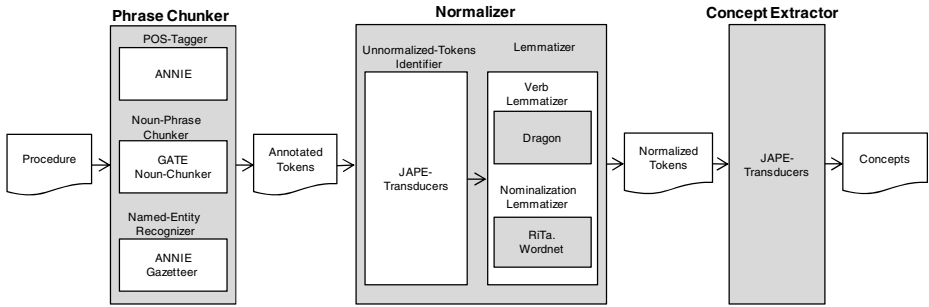 Phrase Chunker
Normalizer
Concept Extractor
POS-Tagger
ANNIE
Noun-Phrase
Chunker
GATE
Noun-Chunker
Named-Entity
Recognizer
ANNIE
Gazetteer
Procedure
Annotated
Tokens
Unnormalized-Tokens
Identifier
JAPE-
Transducers
Lemmatizer
Verb
Lemmatizer
Dragon
Nominalization
Lemmatizer
RiTa.
Wordnet
Normalized
Tokens
JAPE-
Transducers
Concepts